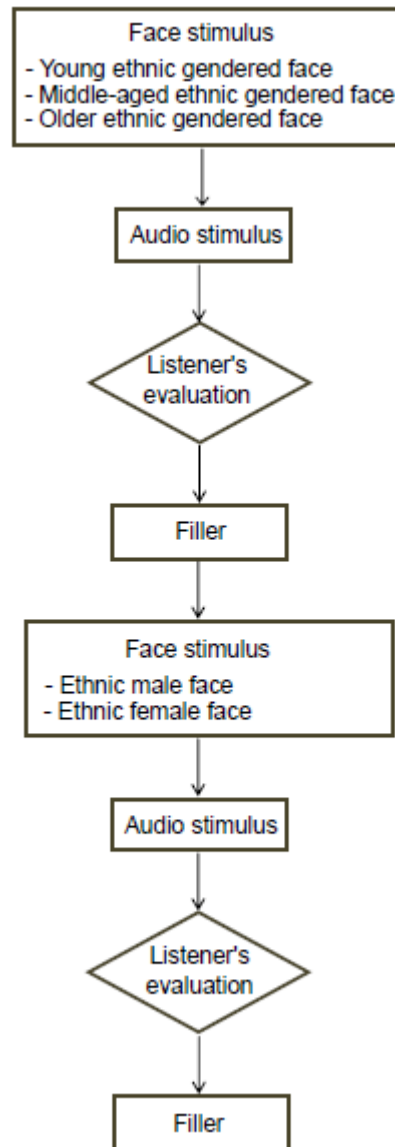 Face stimulus
- Young ethnic gendered face
- Middle-aged ethnic gendered face
- Older ethnic gendered face
Audio stimulus
Listener's
evaluation
Filler
Face stimulus
- Ethnic male face
- Ethnic female face
Audio stimulus
Listener's
evaluation
Filler